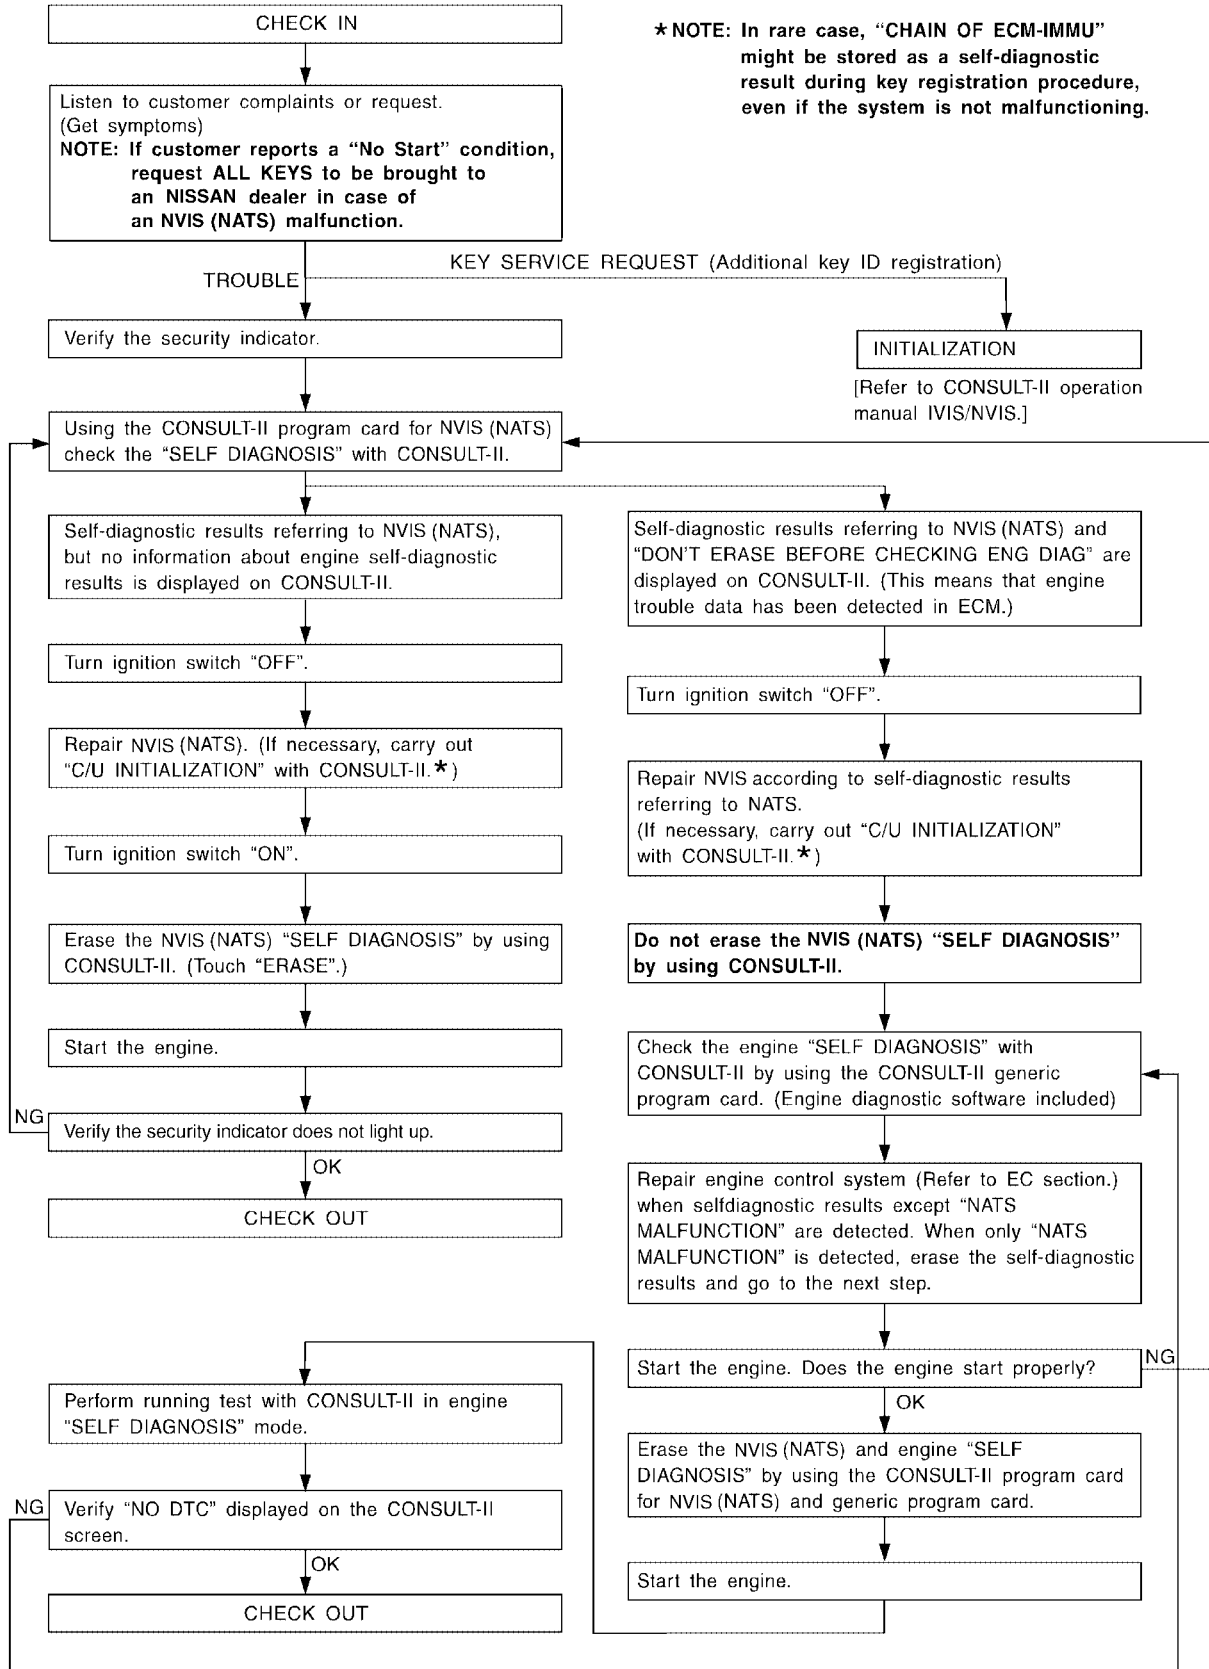 CHECK IN
Listen to customer complaints or request.
(Get symptoms)
NOTE: If customer reports a “No Start” condition,
request ALL KEYS to be brought to
an NISSAN dealer in case of
an NVIS (NATS) malfunction.
★NOTE: In rare case, “CHAIN OF ECM-IMMU”
might be stored as a self-diagnostic
result during key registration procedure,
even if the system is not malfunctioning.
TROUBLE
KEY SERVICE REQUEST (Additional key ID registration)
Verify the security indicator.
INITIALIZATION
[Refer to CONSULT-II operation
manual IVIS/NVIS.]
Using the CONSULT-II program card for NVIS (NATS)
check the “SELF DIAGNOSIS” with CONSULT-II.
Self-diagnostic results referring to NVIS (NATS),
but no information about engine self-diagnostic
results is displayed on CONSULT-II.
Turn ignition switch “OFF”.
Repair NVIS (NATS). (If necessary, carry out
“C/U INITIALIZATION” with CONSULT-II.★)
Turn ignition switch “ON”.
Erase the NVIS (NATS) “SELF DIAGNOSIS” by using
CONSULT-II. (Touch “ERASE”.)
Start the engine.
NG
Verify the security indicator does not light up.
OK
CHECK OUT
Self-diagnostic results referring to NVIS (NATS) and
“DON’T ERASE BEFORE CHECKING ENG DIAG” are
displayed on CONSULT-II. (This means that engine
trouble data has been detected in ECM.)
Turn ignition switch “OFF”.
Repair NVIS according to self-diagnostic results
referring to NATS.
(If necessary, carry out “C/U INITIALIZATION”
with CONSULT-II.★)
Do not erase the NVIS (NATS) “SELF DIAGNOSIS”
by using CONSULT-II.
Check the engine “SELF DIAGNOSIS” with
CONSULT-II by using the CONSULT-II generic
program card. (Engine diagnostic software included)
Repair engine control system (Refer to EC section.)
when selfdiagnostic results except “NATS
MALFUNCTION” are detected. When only “NATS
MALFUNCTION” is detected, erase the self-diagnostic
results and go to the next step.
Start the engine. Does the engine start properly?
NG
OK
Erase the NVIS (NATS) and engine “SELF
DIAGNOSIS” by using the CONSULT-II program card
for NVIS (NATS) and generic program card.
Start the engine.
Perform running test with CONSULT-II in engine
“SELF DIAGNOSIS” mode.
NG
Verify “NO DTC” displayed on the CONSULT-II
screen.
OK
CHECK OUT